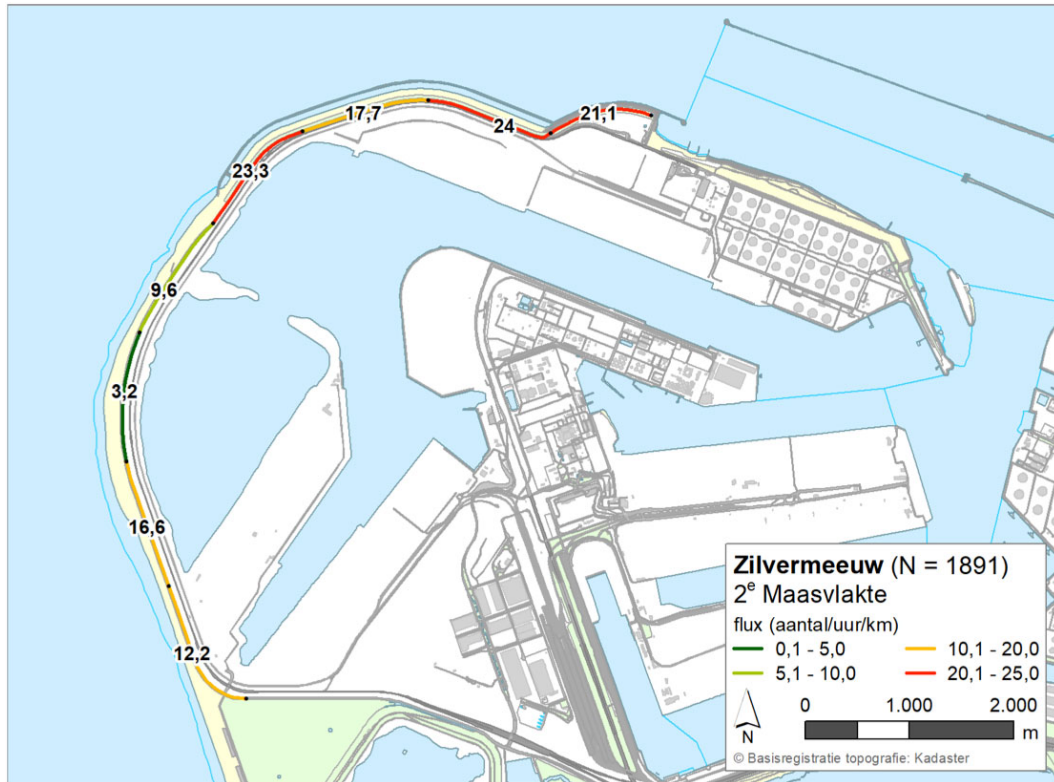 17,7
21,1
24
23,3
9,6
3,2
16,6
12,2
Zilvermeeuw (N = 1891)
2e Maasvlakte
flux (aantal/uur/km)
0,1 - 5,0
10,1 - 20,0
5,1 - 10,0
20,1 - 25,0
0 1.000 2.000
N
m
© Basisregistratie topografie: Kadaster